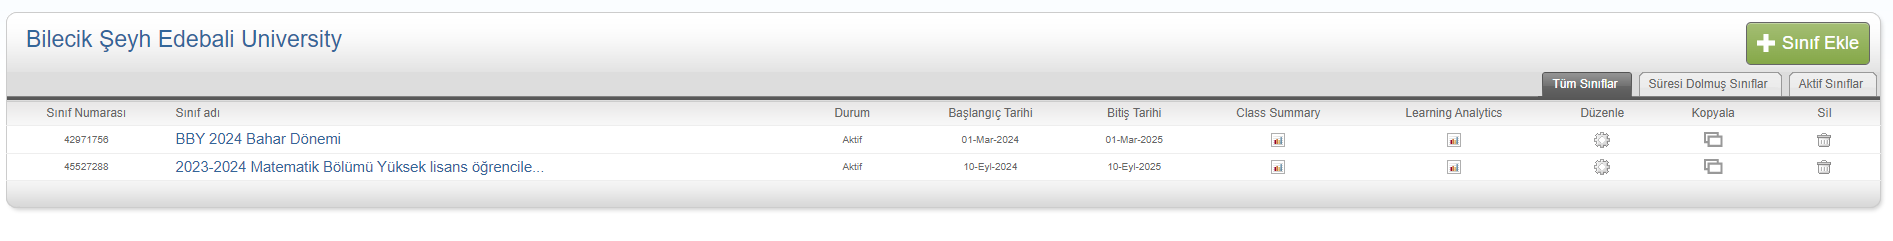 Bilecik Şeyh Edebali University
Sınıf Ekle
Tüm Sınıflar Süresi Dolmuş Sınıflar Aktif Sınıflar
Sınıf Numarası Sınıf adı Durum Başlangıç Tarihi Bitiş Tarihi Class Summary Learning Analytics Düzenle Kopyala Sil
42971756 BBY 2024 Bahar Dönemi Aktif 01-Mar-2024 01-Mar-2025
45527288 2023-2024 Matematik Bölümü Yüksek lisans öğrencile... Aktif 10-Eyl-2024 10-Eyl-2025